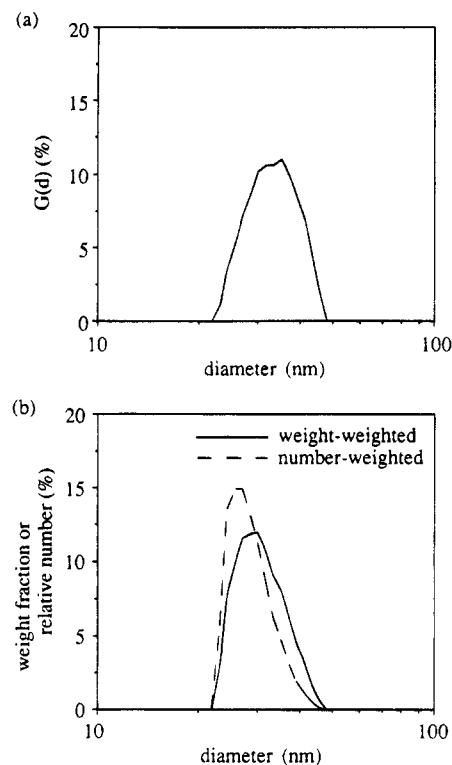 (a)
20
15
10
5
0
G(d) (%)
10
100
diameter (nm)
(b)
20
15
10
5
0
weight fraction or
relative number (%)
weight-weighted
number-weighted
10
100
diameter (nm)